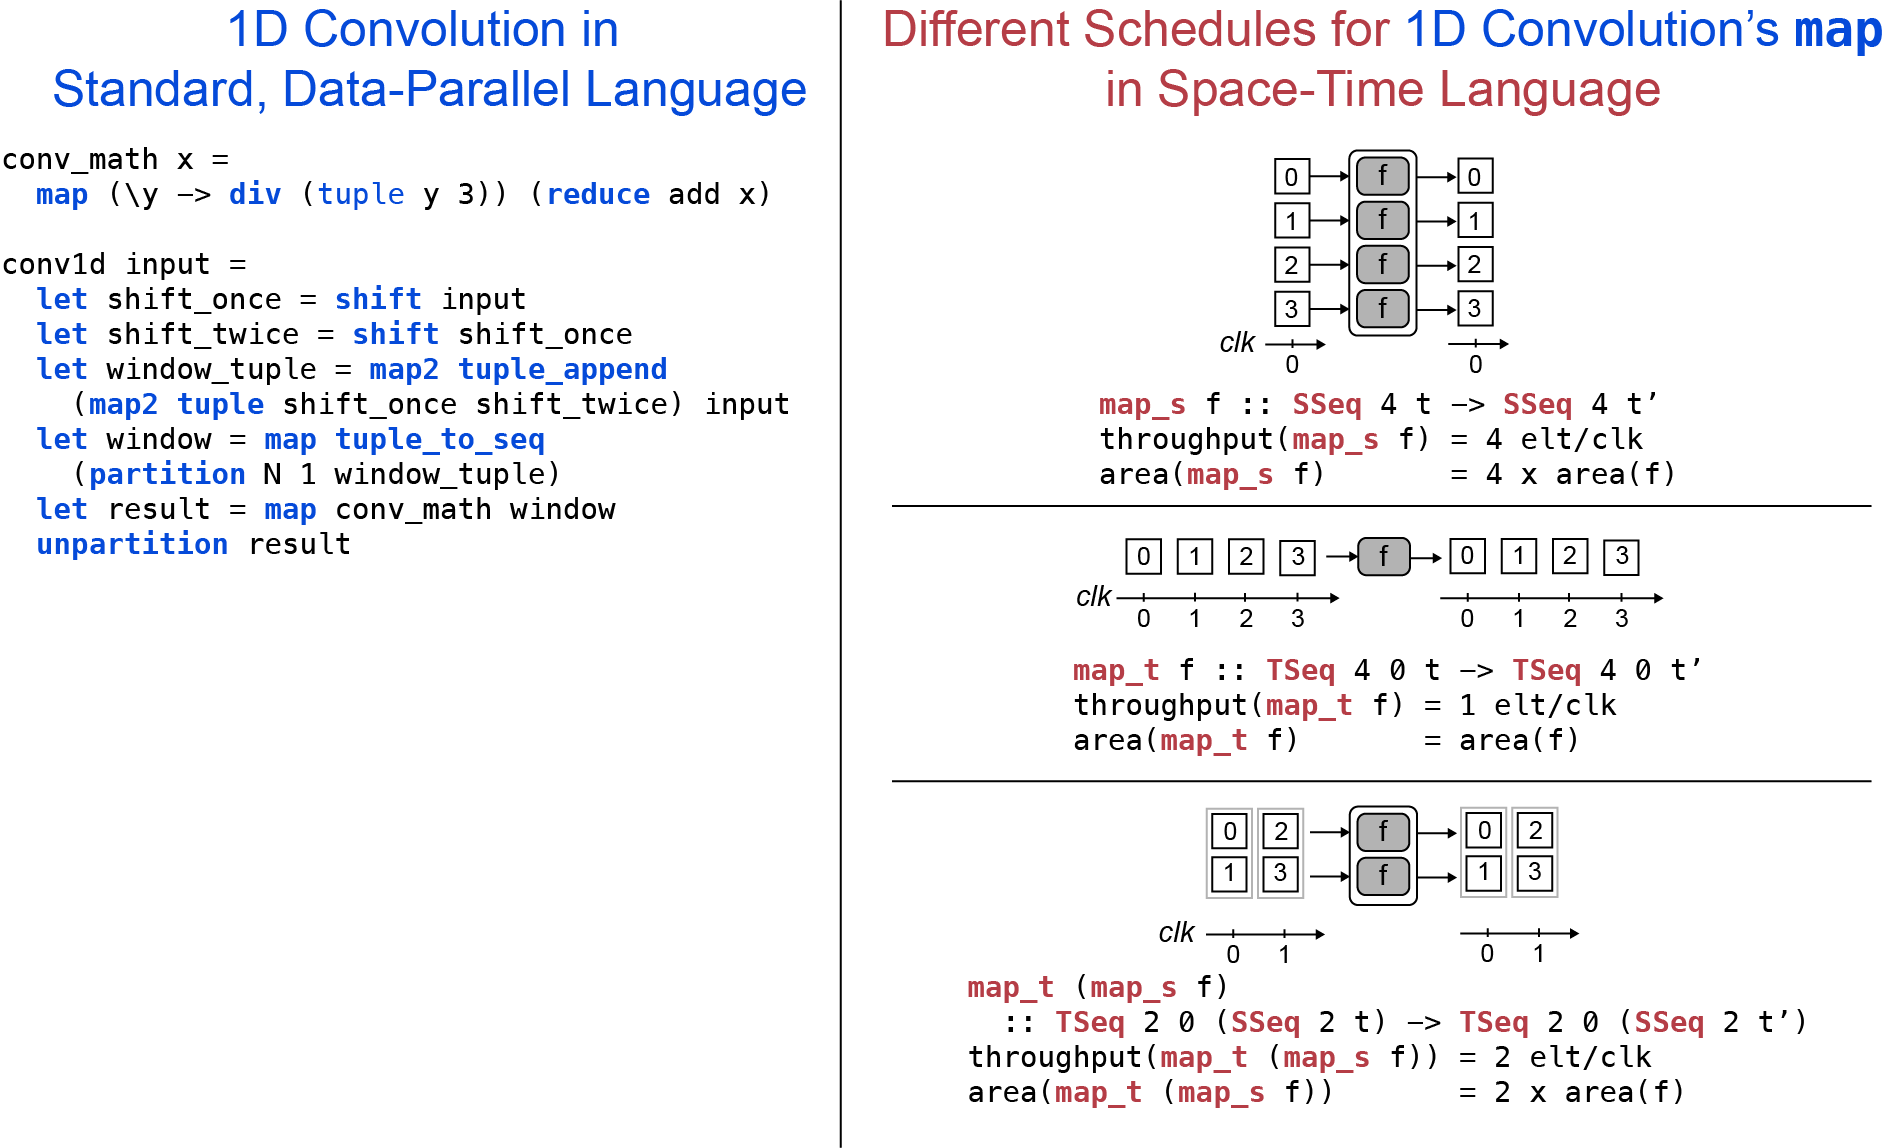 1D Convolution in
Standard, Data-Parallel Language
conv_math x =
  map (\y −> div (tuple y 3)) (reduce add x)
conv1d input =
  let shift_once = shift input
  let shift_twice = shift shift_once
  let window_tuple = map2 tuple_append
    (map2 tuple shift_once shift_twice) input
  let window = map tuple_to_seq
    (partition N 1 window_tuple)
  let result = map conv_math window
  unpartition result
Different Schedules for 1D Convolution’s map
in Space-Time Language
0 f 0
1 f 1
2 f 2
3 f 3
clk
0 0
map_s f :: SSeq 4 t −> SSeq 4 t’
throughput(map_s f) = 4 elt/clk
area(map_s f) = 4 x area(f)
0 1 2 3 f 0 1 2 3
clk
0 1 2 3 0 1 2 3
map_t f :: TSeq 4 0 t −> TSeq 4 0 t’
throughput(map_t f) = 1 elt/clk
area(map_t f) = area(f)
0 2 f 0 2
1 3 f 1 3
clk
0 1 0 1
map_t (map_s f)
  :: TSeq 2 0 (SSeq 2 t) −> TSeq 2 0 (SSeq 2 t’)
throughput(map_t (map_s f)) = 2 elt/clk
area(map_t (map_s f)) = 2 x area(f)